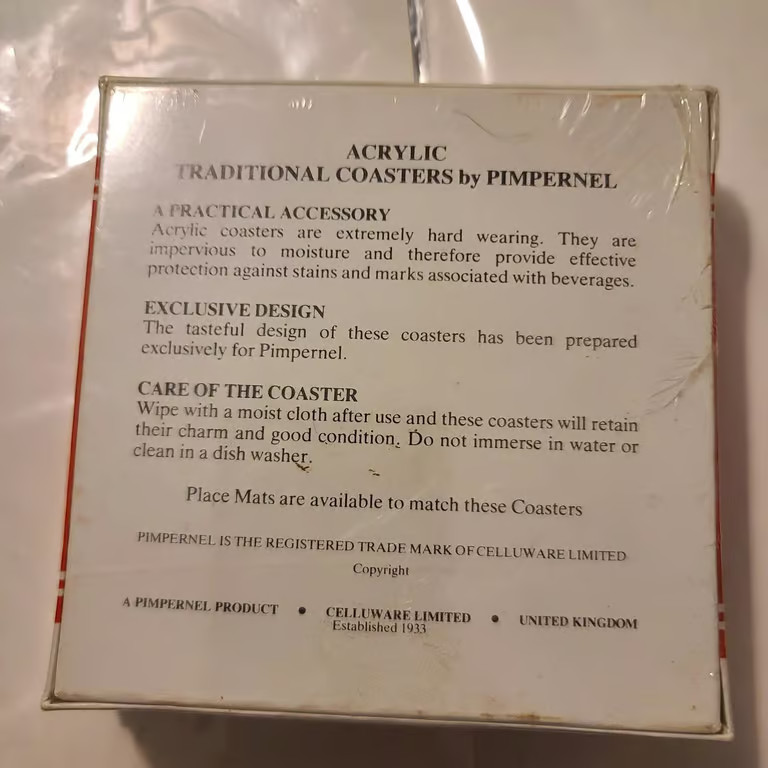 ACRYLIC
TRADITIONAL COASTERS by PIMPERNEL
A PRACTICAL ACCESSORY
Acrylic coasters are extremely hard wearing. They are
impervious to moisture and therefore provide effective
protection against stains and marks associated with beverages.
EXCLUSIVE DESIGN
The tasteful design of these coasters has been prepared
exclusively for Pimpernel.
CARE OF THE COASTER
Wipe with a moist cloth after use and these coasters will retain
their charm and good condition. Do not immerse in water or
clean in a dish washer.
Place Mats are available to match these Coasters
PIMPERNEL IS THE REGISTERED TRADE MARK OF CELLUWARE LIMITED
Copyright
A PIMPERNEL PRODUCT • CELLUWARE LIMITED • UNITED KINGDOM
Established 1933